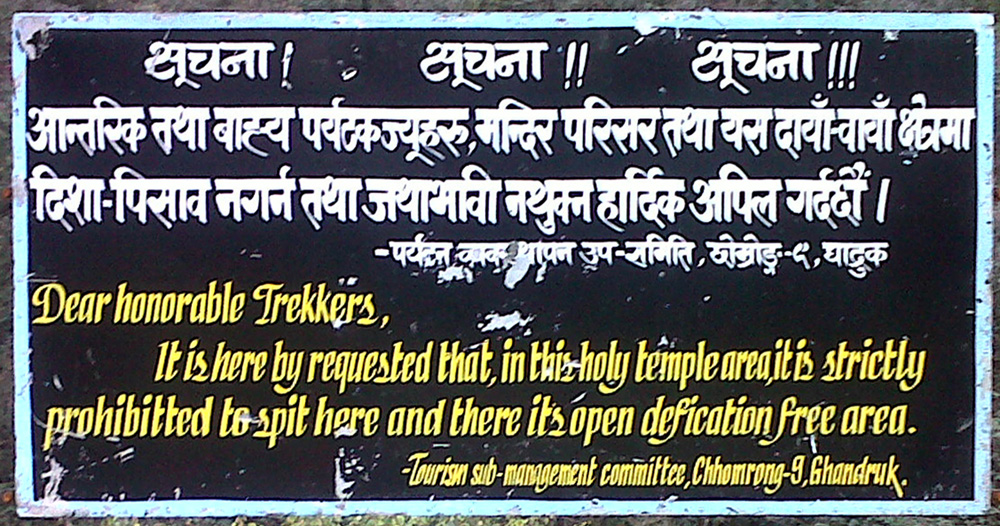 सूचना ! सूचना !! सूचना !!!
आन्तरिक तथा बाह्य पर्यटकज्यूहरु, मन्दिर परिसर तथा यस दायाँ-वायाँ क्षेत्रमा
दिशा-पिसाव नगर्न तथा जथाभावी नथुक्न हार्दिक अपिल गर्दर्छौं ।
-पर्यटन व्यवस्थापन उप-समिति, छोम्रोङ-९, घान्द्रुक
Dear honorable Trekkers,
It is here by requested that, in this holy temple area,it is strictly
prohibitted to spit here and there its open defication free area.
-Tourism sub-management committee, Chhomrong-9, Ghandruk.